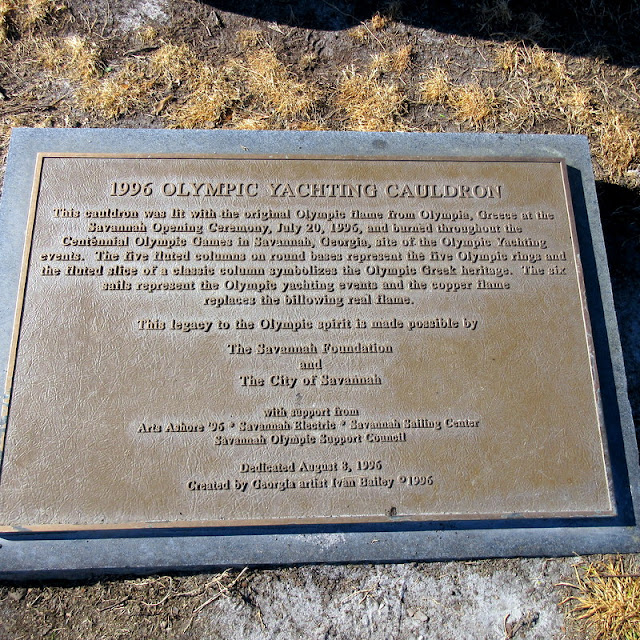 1996 OLYMPIC YACHTING CAULDRON
This cauldron was lit with the original Olympic flame from Olympia, Greece at the
Savannah Opening Ceremony, July 20, 1996, and burned throughout the
Centennial Olympic Games in Savannah, Georgia, site of the Olympic Yachting
events. The five fluted columns on round bases represent the five Olympic rings and
the fluted slice of a classic column symbolizes the Olympic Greek heritage. The six
sails represent the Olympic yachting events and the copper flame
replaces the billowing real flame.
This legacy to the Olympic spirit is made possible by
The Savannah Foundation
and
The City of Savannah
with support from
Arts Ashore '96 * Savannah Electric * Savannah Sailing Center
Savannah Olympic Support Council
Dedicated August 8, 1996
Created by Georgia artist Ivan Bailey ©1996